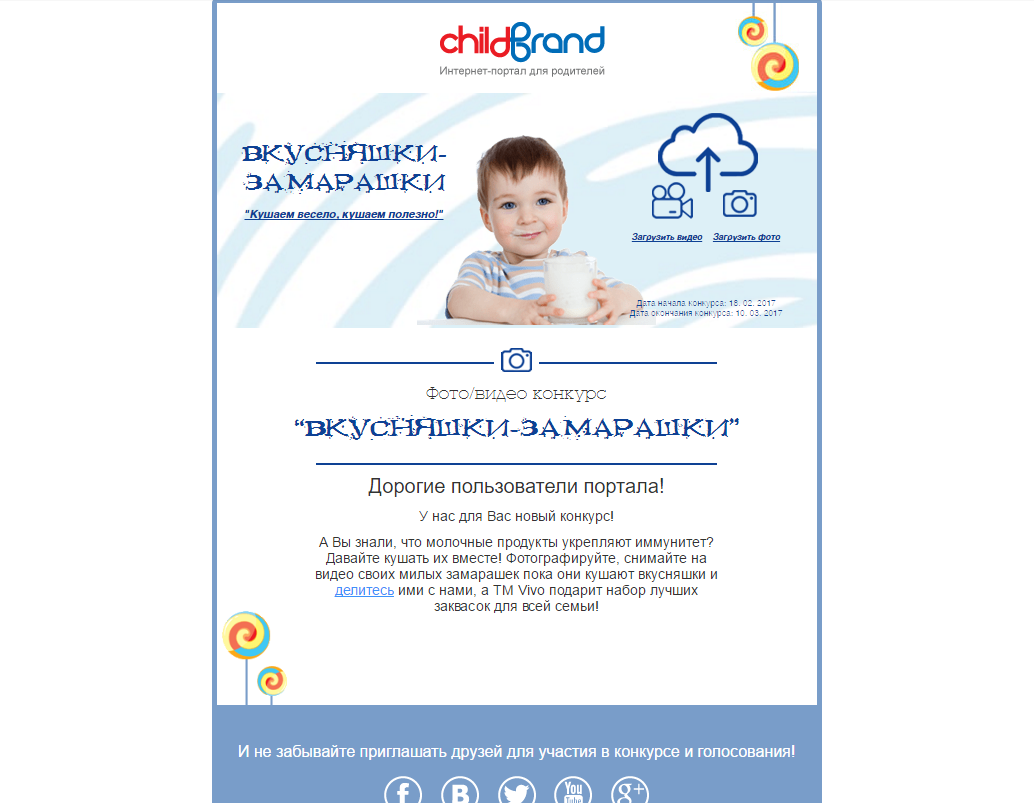 childBrand
Интернет-портал для родителей
ВКУСНЯШКИ-
ЗАМАРАШКИ
"Кушаем весело, кушаем полезно!"
Загрузить видео Загрузить фото
Дата начала конкурса: 18. 02. 2017
Дата окончания конкурса: 10. 03. 2017
Фото/видео конкурс
“ВКУСНЯШКИ-ЗАМАРАШКИ”
Дорогие пользователи портала!
У нас для Вас новый конкурс!
А Вы знали, что молочные продукты укрепляют иммунитет?
Давайте кушать их вместе! Фотографируйте, снимайте на
видео своих милых замарашек пока они кушают вкусняшки и
делитесь ими с нами, а ТМ Vivo подарит набор лучших
заквасок для всей семьи!
И не забывайте приглашать друзей для участия в конкурсе и голосования!
f B You Tube g+